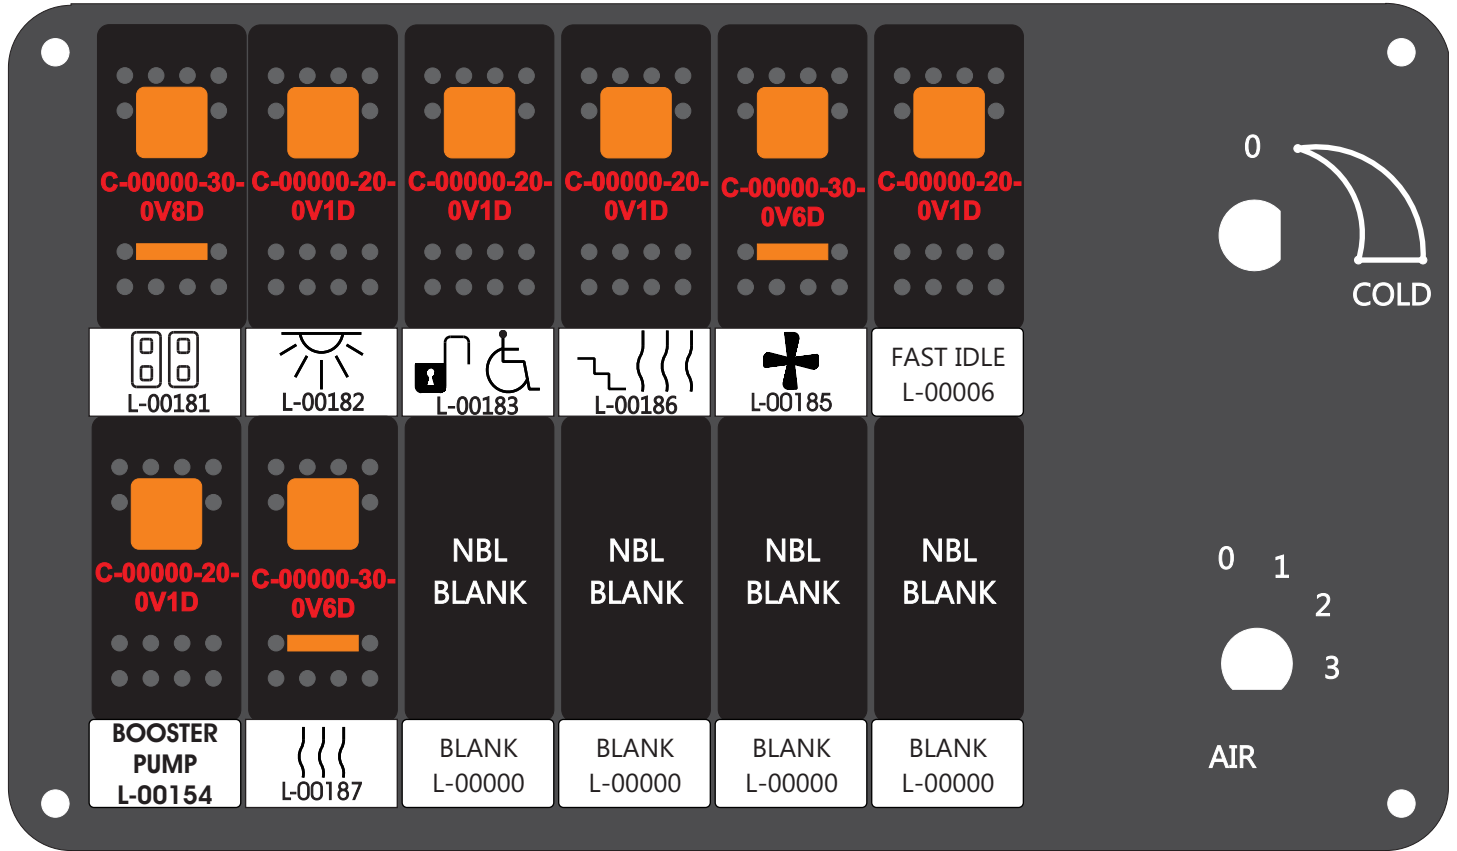 C-00000-30-
0V8D
C-00000-20-
0V1D
C-00000-20-
0V1D
C-00000-20-
0V1D
C-00000-30-
0V6D
C-00000-20-
0V1D
0
COLD
L-00181
L-00182
L-00183
L-00186
L-00185
FAST IDLE
L-00006
C-00000-20-
0V1D
C-00000-30-
0V6D
NBL
BLANK
NBL
BLANK
NBL
BLANK
NBL
BLANK
0
1
2
3
AIR
BOOSTER
PUMP
L-00154
L-00187
BLANK
L-00000
BLANK
L-00000
BLANK
L-00000
BLANK
L-00000